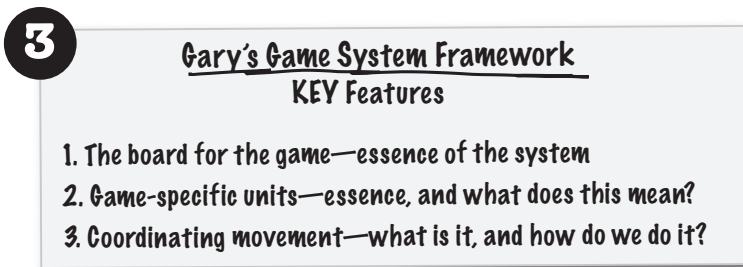 3
Gary's Game System Framework
KEY Features
1. The board for the game—essence of the system
2. Game-specific units—essence, and what does this mean?
3. Coordinating movement—what is it, and how do we do it?